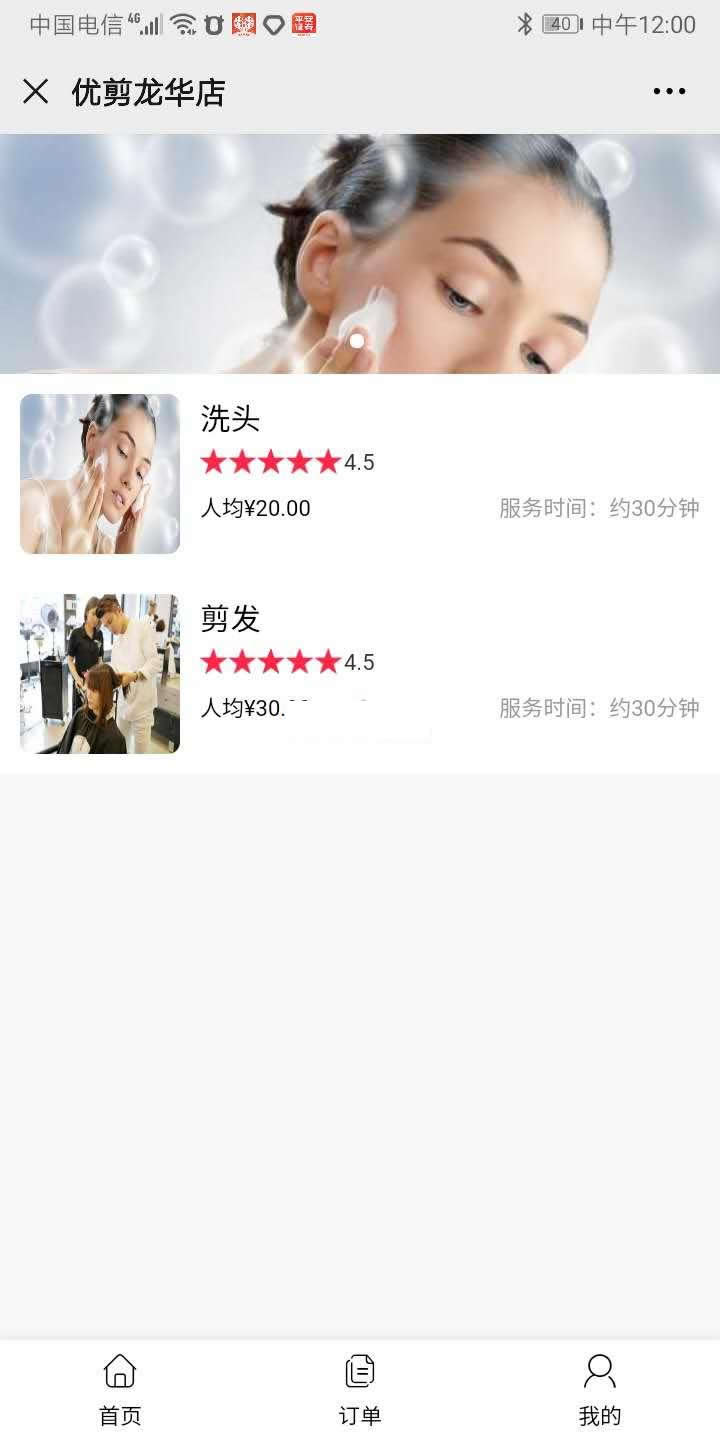 中国电信 4G 40 中午12:00
优剪龙华店
洗头
4.5
人均¥20.00 服务时间：约30分钟
剪发
4.5
人均¥30. 服务时间：约30分钟
首页 订单 我的